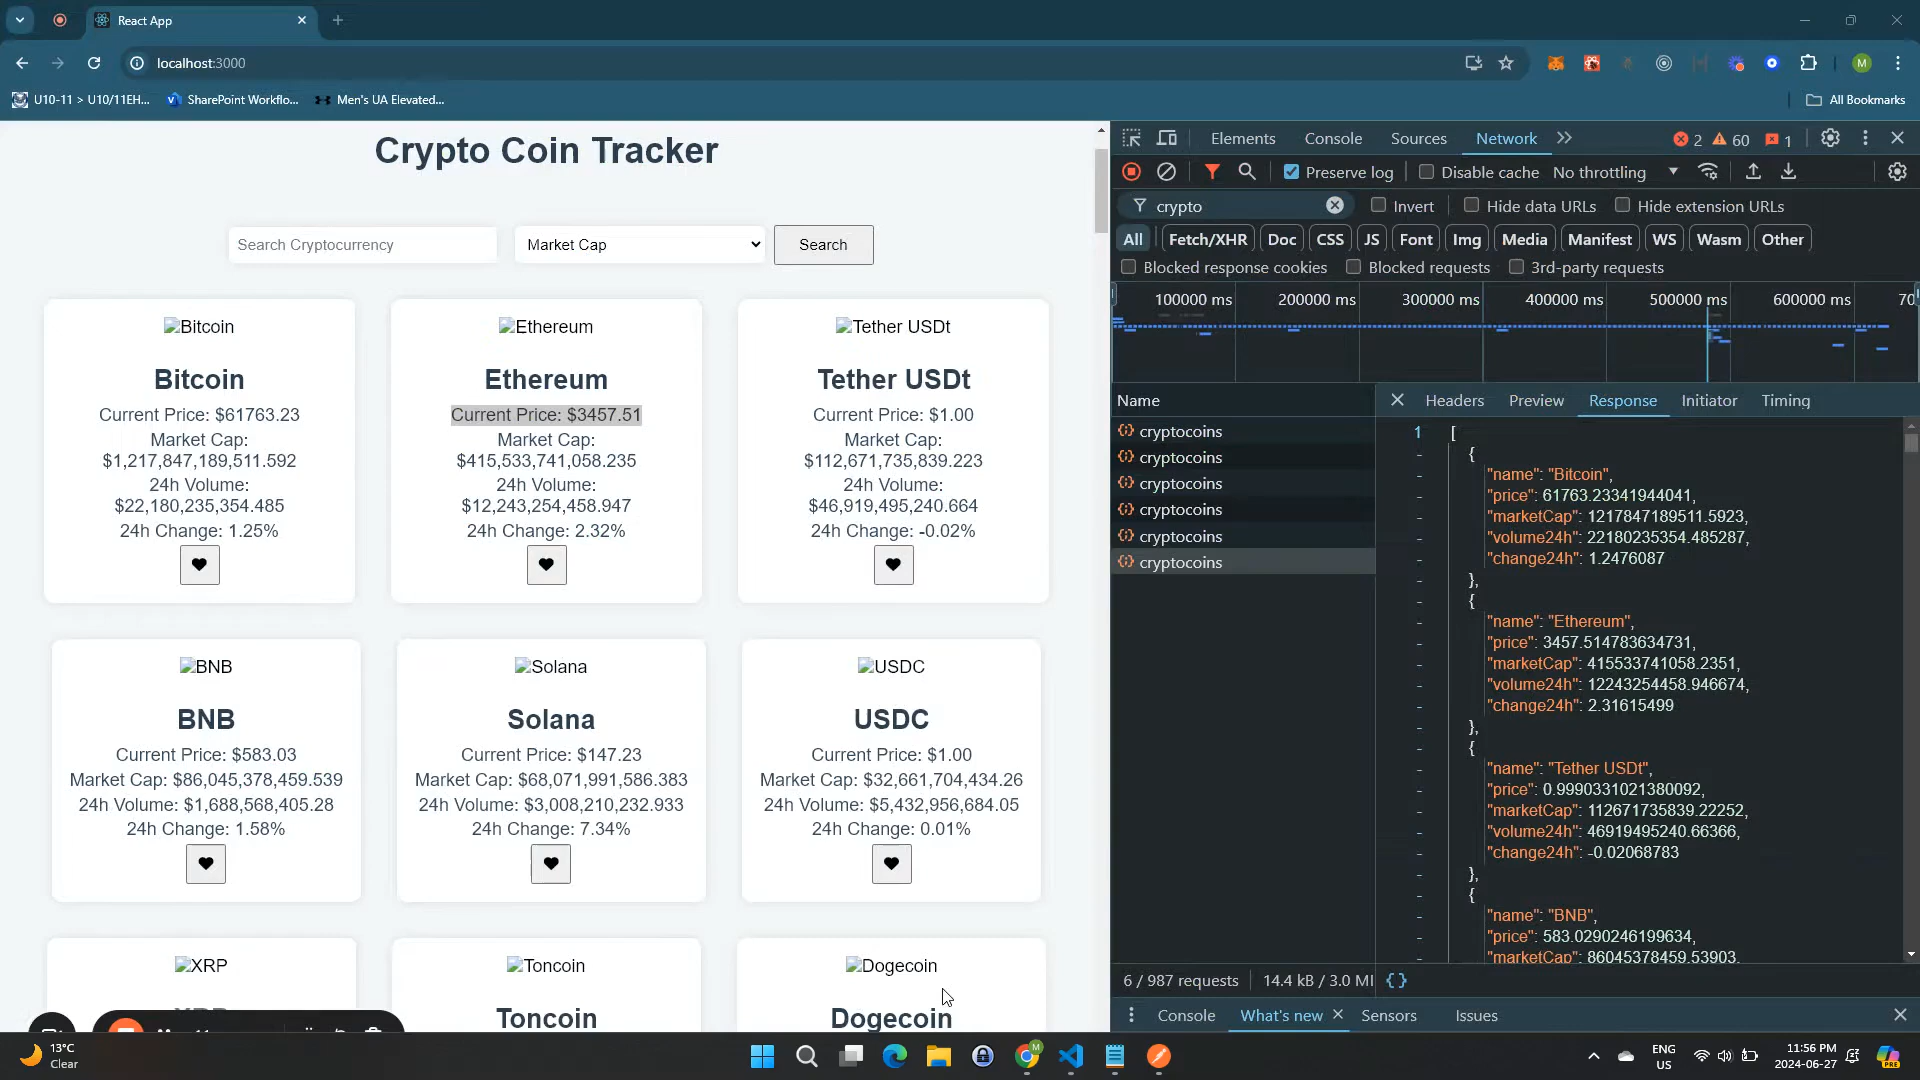 React App
localhost:3000
U10-11 > U10/11EH...
SharePoint Workflo...
Men's UA Elevated...
All Bookmarks
Crypto Coin Tracker
Search Cryptocurrency
Market Cap
Search
Bitcoin
Bitcoin
Current Price: $61763.23
Market Cap:
$1,217,847,189,511.592
24h Volume:
$22,180,235,354.485
24h Change: 1.25%
Ethereum
Ethereum
Current Price: $3457.51
Market Cap:
$415,533,741,058.235
24h Volume:
$12,243,254,458.947
24h Change: 2.32%
Tether USDt
Tether USDt
Current Price: $1.00
Market Cap:
$112,671,735,839.223
24h Volume:
$46,919,495,240.664
24h Change: -0.02%
BNB
BNB
Current Price: $583.03
Market Cap: $86,045,378,459.539
24h Volume: $1,688,568,405.28
24h Change: 1.58%
Solana
Solana
Current Price: $147.23
Market Cap: $68,071,991,586.383
24h Volume: $3,008,210,232.933
24h Change: 7.34%
USDC
USDC
Current Price: $1.00
Market Cap: $32,661,704,434.26
24h Volume: $5,432,956,684.05
24h Change: 0.01%
XRP
Toncoin
Toncoin
Dogecoin
Dogecoin
Elements
Console
Sources
Network
2
60
1
Preserve log
Disable cache
No throttling
crypto
Invert
Hide data URLs
Hide extension URLs
All
Fetch/XHR
Doc
CSS
JS
Font
Img
Media
Manifest
WS
Wasm
Other
Blocked response cookies
Blocked requests
3rd-party requests
100000 ms
200000 ms
300000 ms
400000 ms
500000 ms
600000 ms
70
Name
cryptocoins
cryptocoins
cryptocoins
cryptocoins
cryptocoins
cryptocoins
Headers
Preview
Response
Initiator
Timing
1 [
- {
- "name": "Bitcoin",
- "price": 61763.23341944041,
- "marketCap": 1217847189511.5923,
- "volume24h": 22180235354.485287,
- "change24h": 1.2476087
- },
- {
- "name": "Ethereum",
- "price": 3457.514783634731,
- "marketCap": 415533741058.2351,
- "volume24h": 12243254458.946674,
- "change24h": 2.31615499
- },
- {
- "name": "Tether USDt",
- "price": 0.9990331021380092,
- "marketCap": 112671735839.22252,
- "volume24h": 46919495240.66366,
- "change24h": -0.02068783
- },
- {
- "name": "BNB",
- "price": 583.0290246199634,
- "marketCap": 86045378459.53903,
6 / 987 requests
14.4 kB / 3.0 M
{}
Console
What's new
Sensors
Issues
13°C
Clear
ENG
US
11:56 PM
2024-06-27